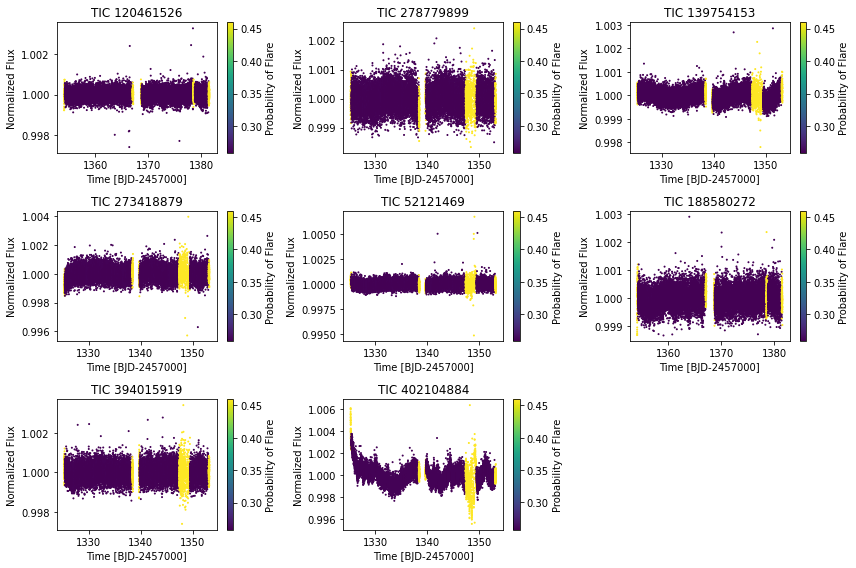 TIC 120461526
TIC 278779899
TIC 139754153
Normalized Flux
1.002
1.000
0.998
1360
1370
1380
Time [BJD-2457000]
0.45
0.40
0.35
0.30
Probability of Flare
Normalized Flux
1.002
1.001
1.000
0.999
1330
1340
1350
Time [BJD-2457000]
0.45
0.40
0.35
0.30
Probability of Flare
Normalized Flux
1.003
1.002
1.001
1.000
0.999
0.998
1330
1340
1350
Time [BJD-2457000]
0.45
0.40
0.35
0.30
Probability of Flare
TIC 273418879
TIC 52121469
TIC 188580272
Normalized Flux
1.004
1.002
1.000
0.998
0.996
1330
1340
1350
Time [BJD-2457000]
0.45
0.40
0.35
0.30
Probability of Flare
Normalized Flux
1.0050
1.0025
1.0000
0.9975
0.9950
1330
1340
1350
Time [BJD-2457000]
0.45
0.40
0.35
0.30
Probability of Flare
Normalized Flux
1.003
1.002
1.001
1.000
0.999
1360
1370
1380
Time [BJD-2457000]
0.45
0.40
0.35
0.30
Probability of Flare
TIC 394015919
TIC 402104884
Normalized Flux
1.002
1.000
0.998
1330
1340
1350
Time [BJD-2457000]
0.45
0.40
0.35
0.30
Probability of Flare
Normalized Flux
1.006
1.004
1.002
1.000
0.998
0.996
1330
1340
1350
Time [BJD-2457000]
0.45
0.40
0.35
0.30
Probability of Flare